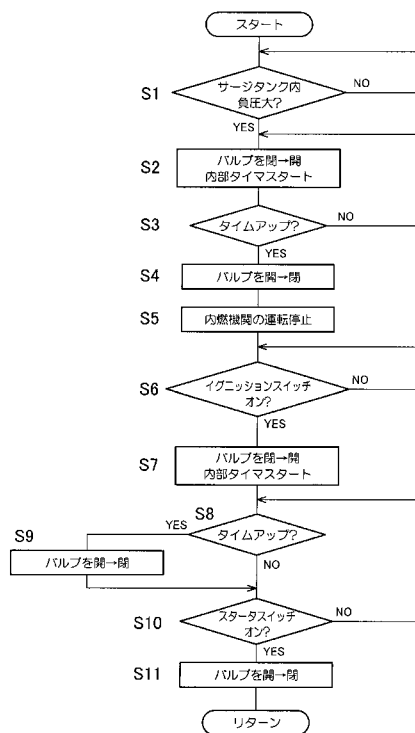 スタート
S1
サージタンク内
負圧大?
NO
YES
S2
バルブを閉→開
内部タイマスタート
S3
タイムアップ?
NO
YES
S4
バルブを開→閉
S5
内燃機関の運転停止
S6
イグニッションスイッチ
オン?
NO
YES
S7
バルブを閉→開
内部タイマスタート
S8
タイムアップ?
YES
S9
バルブを開→閉
NO
S10
スタータスイッチ
オン?
NO
YES
S11
バルブを開→閉
リターン